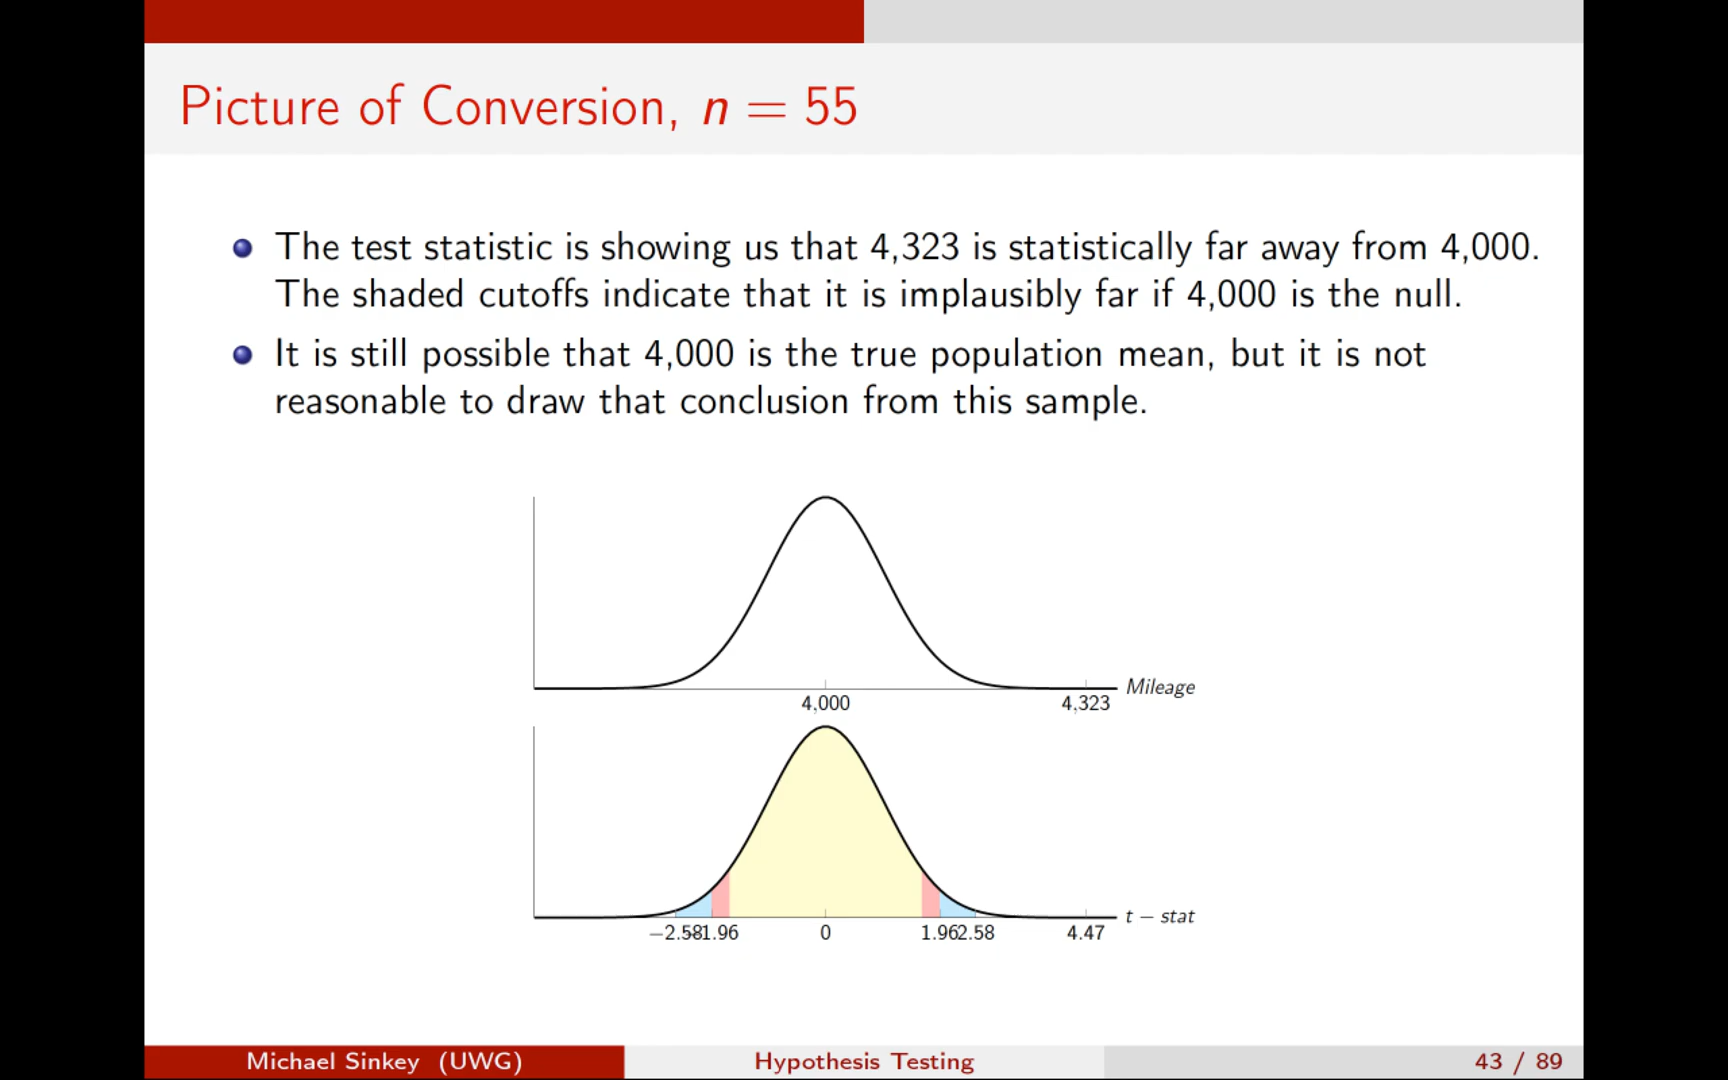 Picture of Conversion, n = 55
The test statistic is showing us that 4,323 is statistically far away from 4,000.
The shaded cutoffs indicate that it is implausibly far if 4,000 is the null.
It is still possible that 4,000 is the true population mean, but it is not
reasonable to draw that conclusion from this sample.
Mileage
4,000 4,323
t − stat
−2.58 −1.96 0 1.96 2.58 4.47
Michael Sinkey (UWG) Hypothesis Testing 43 / 89